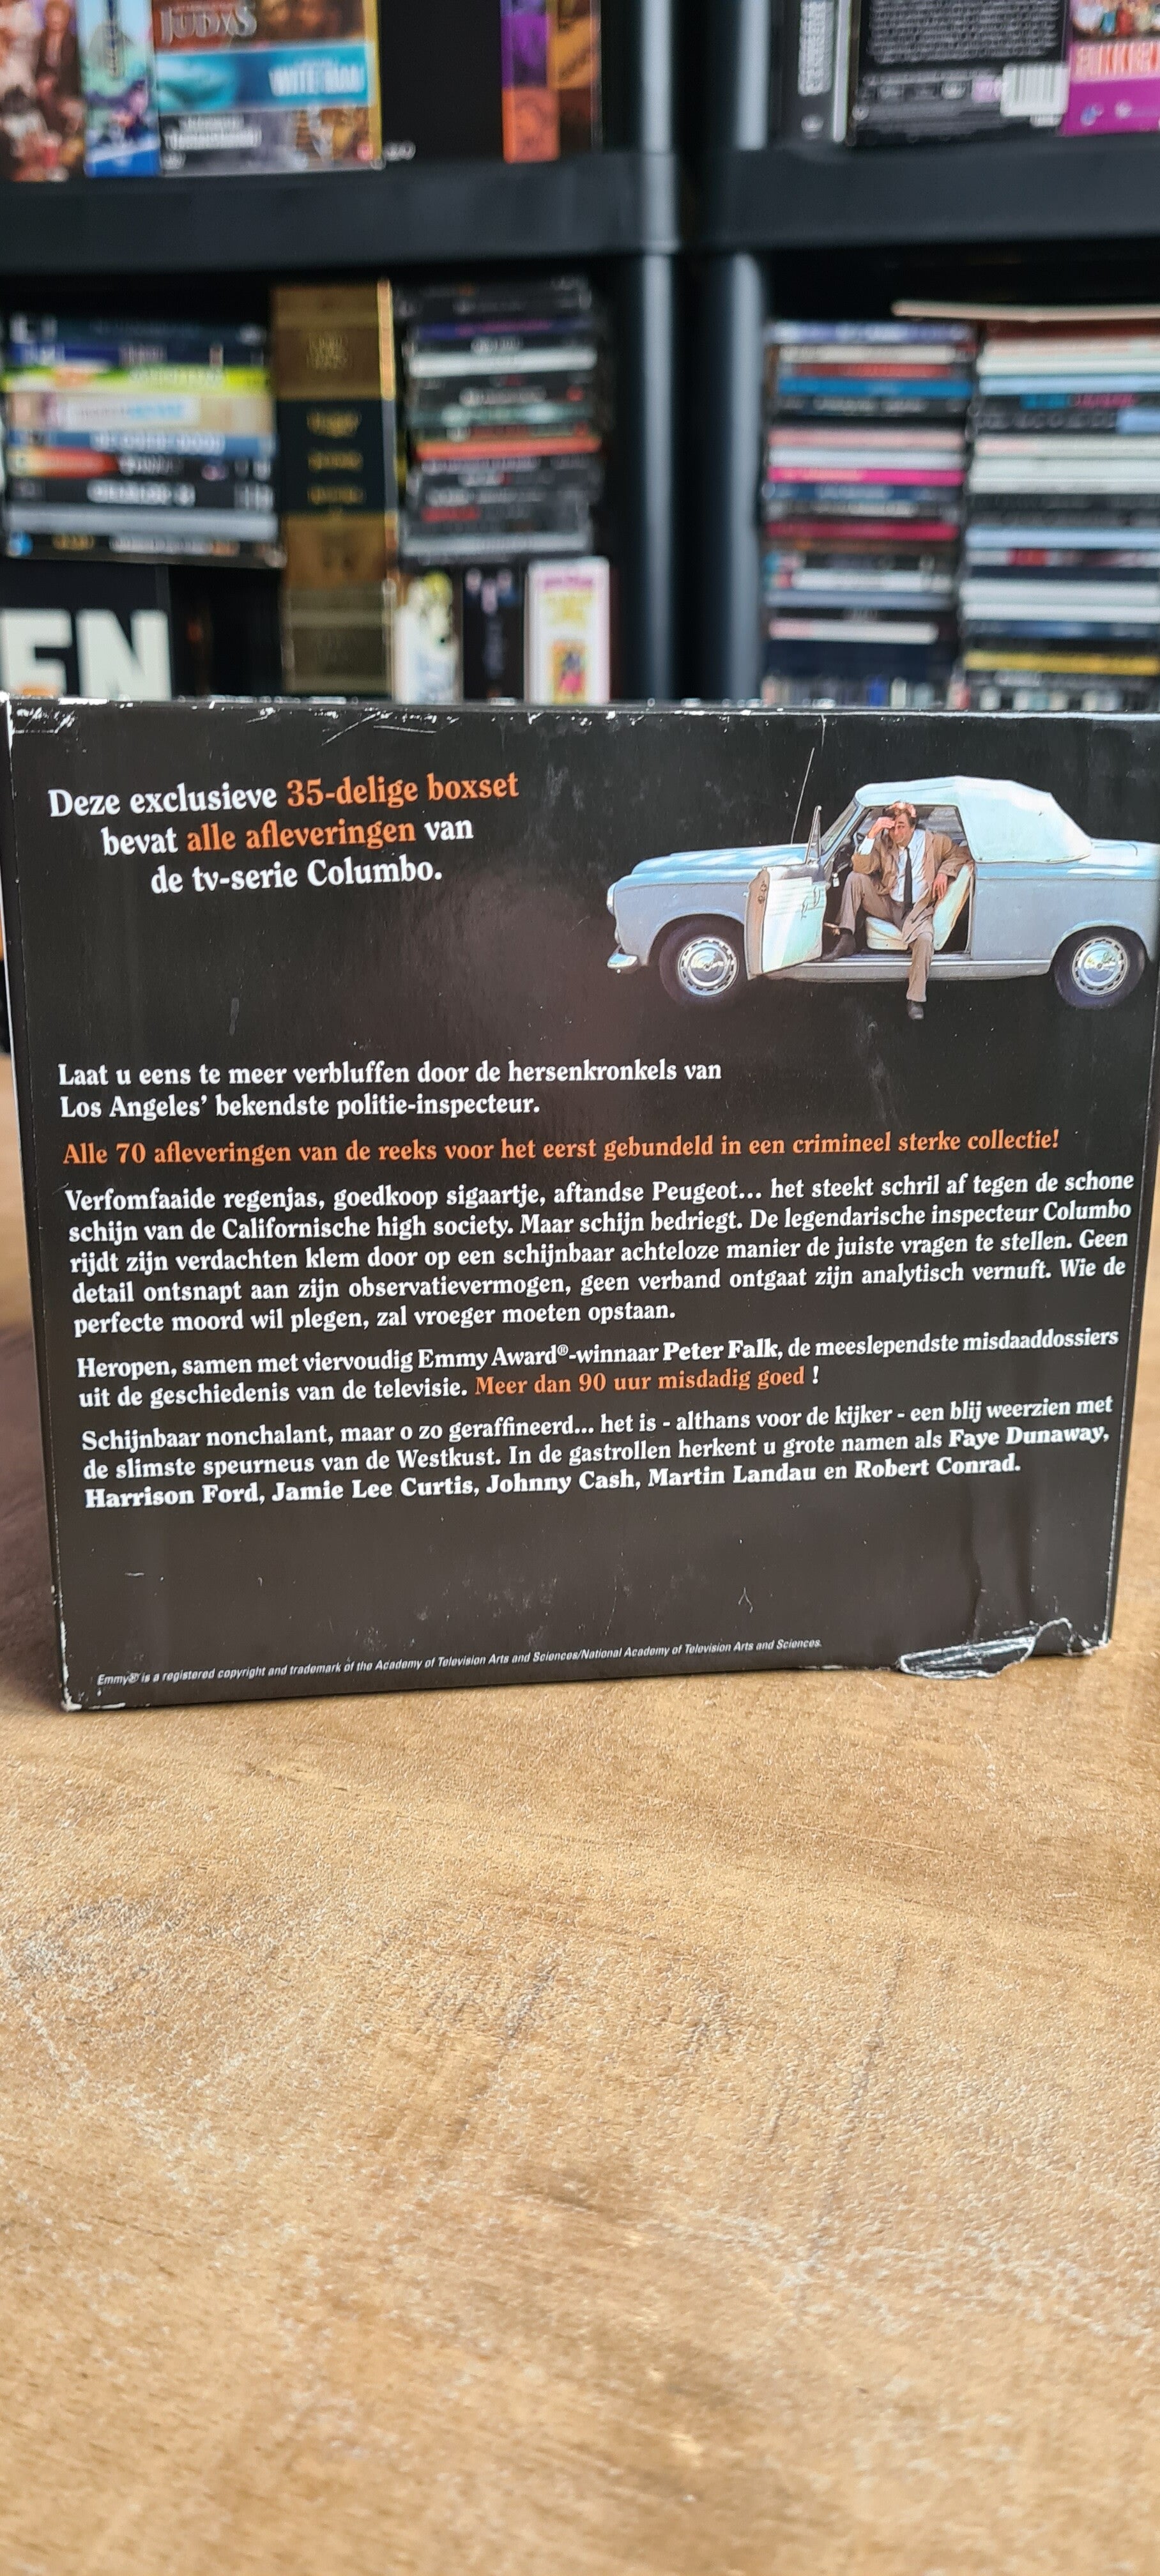 JUDAS
WITTE HAAI
EN
Deze exclusieve 35-delige boxset
bevat alle afleveringen van
de tv-serie Columbo.
Laat u eens te meer verbluffen door de hersenkronkels van
Los Angeles’ bekendste politie-inspecteur.
Alle 70 afleveringen van de reeks voor het eerst gebundeld in een crimineel sterke collectie!
Verfomfaaide regenjas, goedkoop sigaartje, aftandse Peugeot... het steekt schril af tegen de schone
schijn van de Californische high society. Maar schijn bedriegt. De legendarische inspecteur Columbo
rijdt zijn verdachten klem door op een schijnbaar achteloze manier de juiste vragen te stellen. Geen
detail ontsnapt aan zijn observatievermogen, geen verband ontgaat zijn analytisch vernuft. Wie de
perfecte moord wil plegen, zal vroeger moeten opstaan.
Heropen, samen met viervoudig Emmy Award®-winnaar Peter Falk, de meeslependste misdaaddossiers
uit de geschiedenis van de televisie. Meer dan 90 uur misdadig goed !
Schijnbaar nonchalant, maar o zo geraffineerd... het is - althans voor de kijker - een blij weerzien met
de slimste speurneus van de Westkust. In de gastrollen herkent u grote namen als Faye Dunaway,
Harrison Ford, Jamie Lee Curtis, Johnny Cash, Martin Landau en Robert Conrad.
Emmy® is a registered copyright and trademark of the Academy of Television Arts and Sciences/National Academy of Television Arts and Sciences.